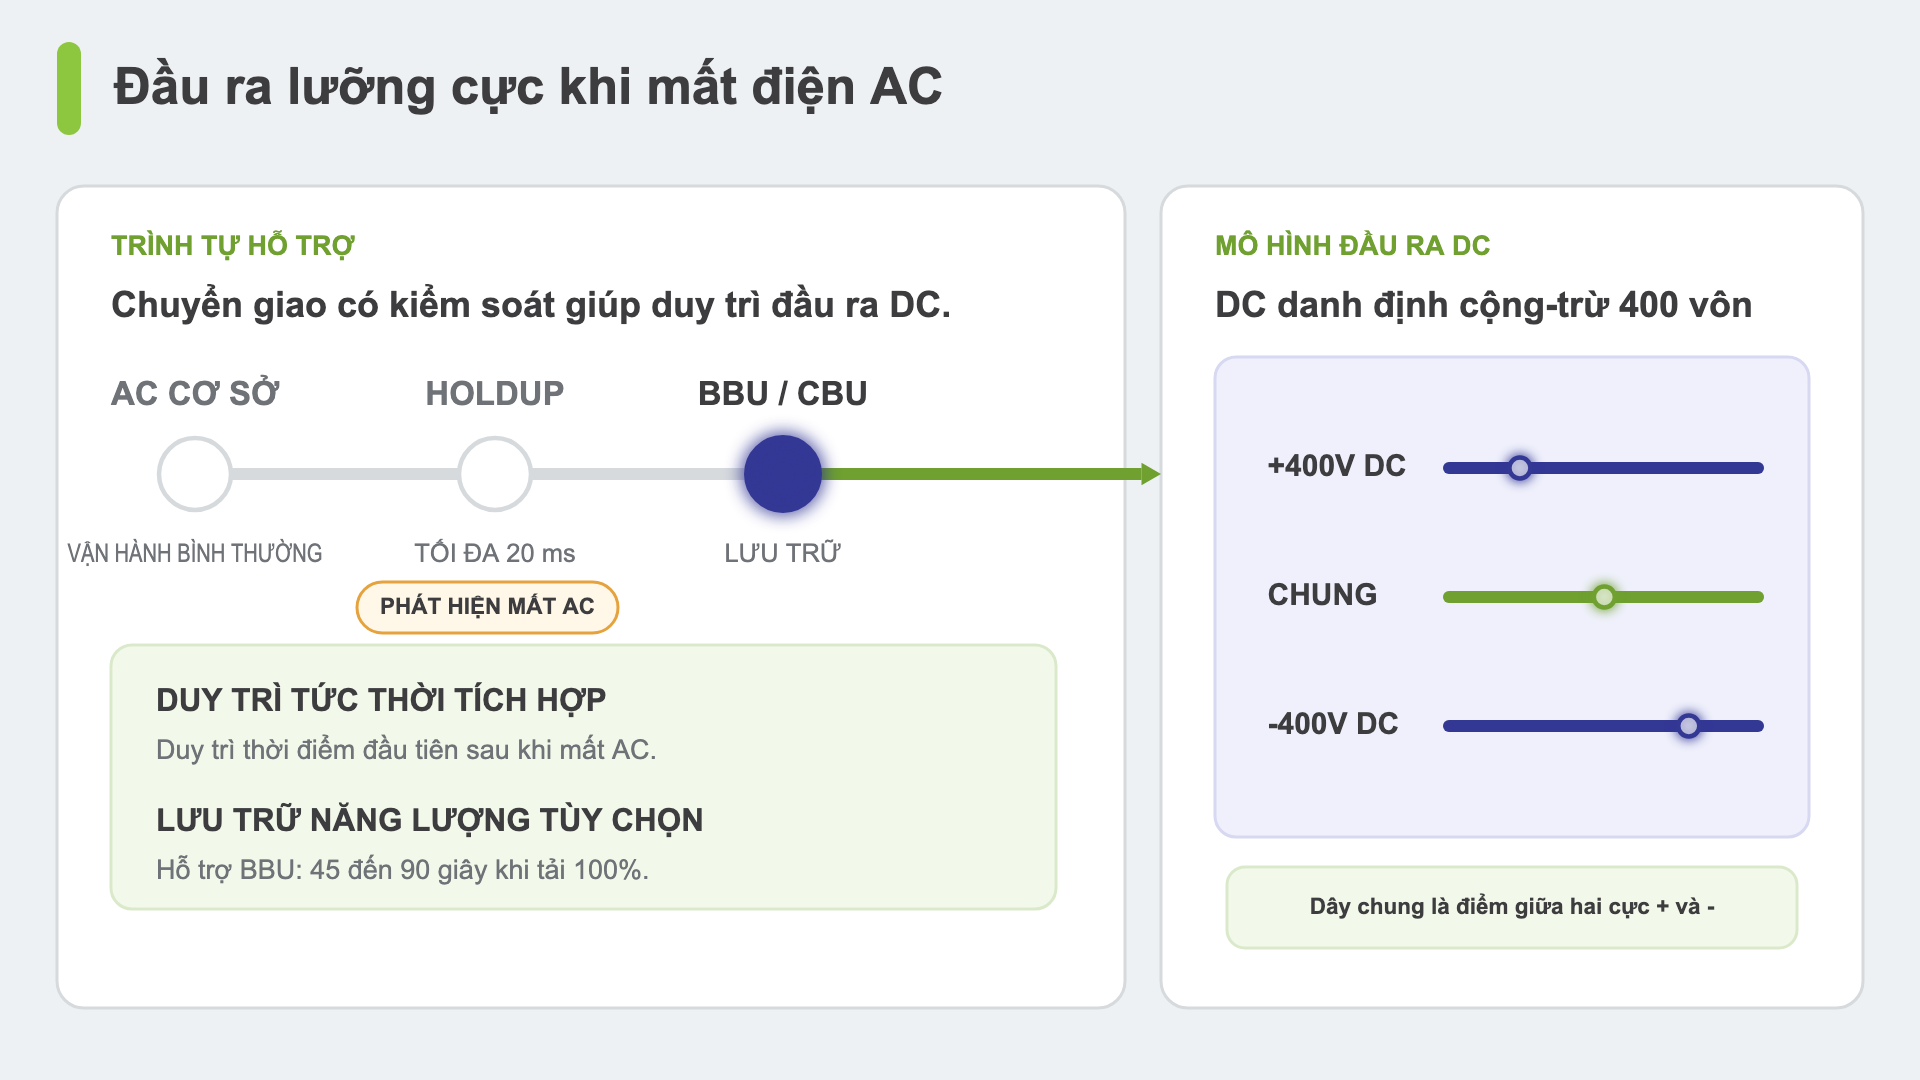 Đầu ra lưỡng cực khi mất điện AC
TRÌNH TỰ HỖ TRỢ
Chuyển giao có kiểm soát giúp duy trì đầu ra DC.
AC CƠ SỞ
HOLDUP
BBU / CBU
VẬN HÀNH BÌNH THƯỜNG
TỐI ĐA 20 ms
LƯU TRỮ
PHÁT HIỆN MẤT AC
DUY TRÌ TỨC THỜI TÍCH HỢP
Duy trì thời điểm đầu tiên sau khi mất AC.
LƯU TRỮ NĂNG LƯỢNG TÙY CHỌN
Hỗ trợ BBU: 45 đến 90 giây khi tải 100%.
MÔ HÌNH ĐẦU RA DC
DC danh định cộng-trừ 400 vôn
+400V DC
CHUNG
-400V DC
Dây chung là điểm giữa hai cực + và -